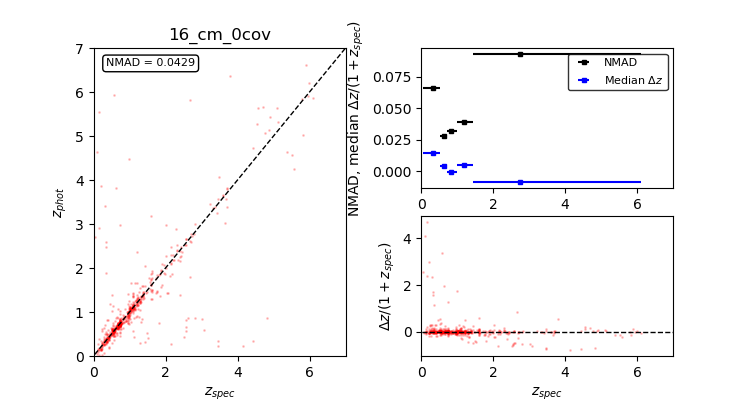 16_cm_0cov
NMAD = 0.0429
7
6
5
4
3
2
1
0
z_phot
0 2 4 6
z_spec
NMAD, median Δz/(1 + z_spec)
0.075
0.050
0.025
0.000
NMAD
Median Δz
0 2 4 6
Δz/(1 + z_spec)
4
2
0
0 2 4 6
z_spec